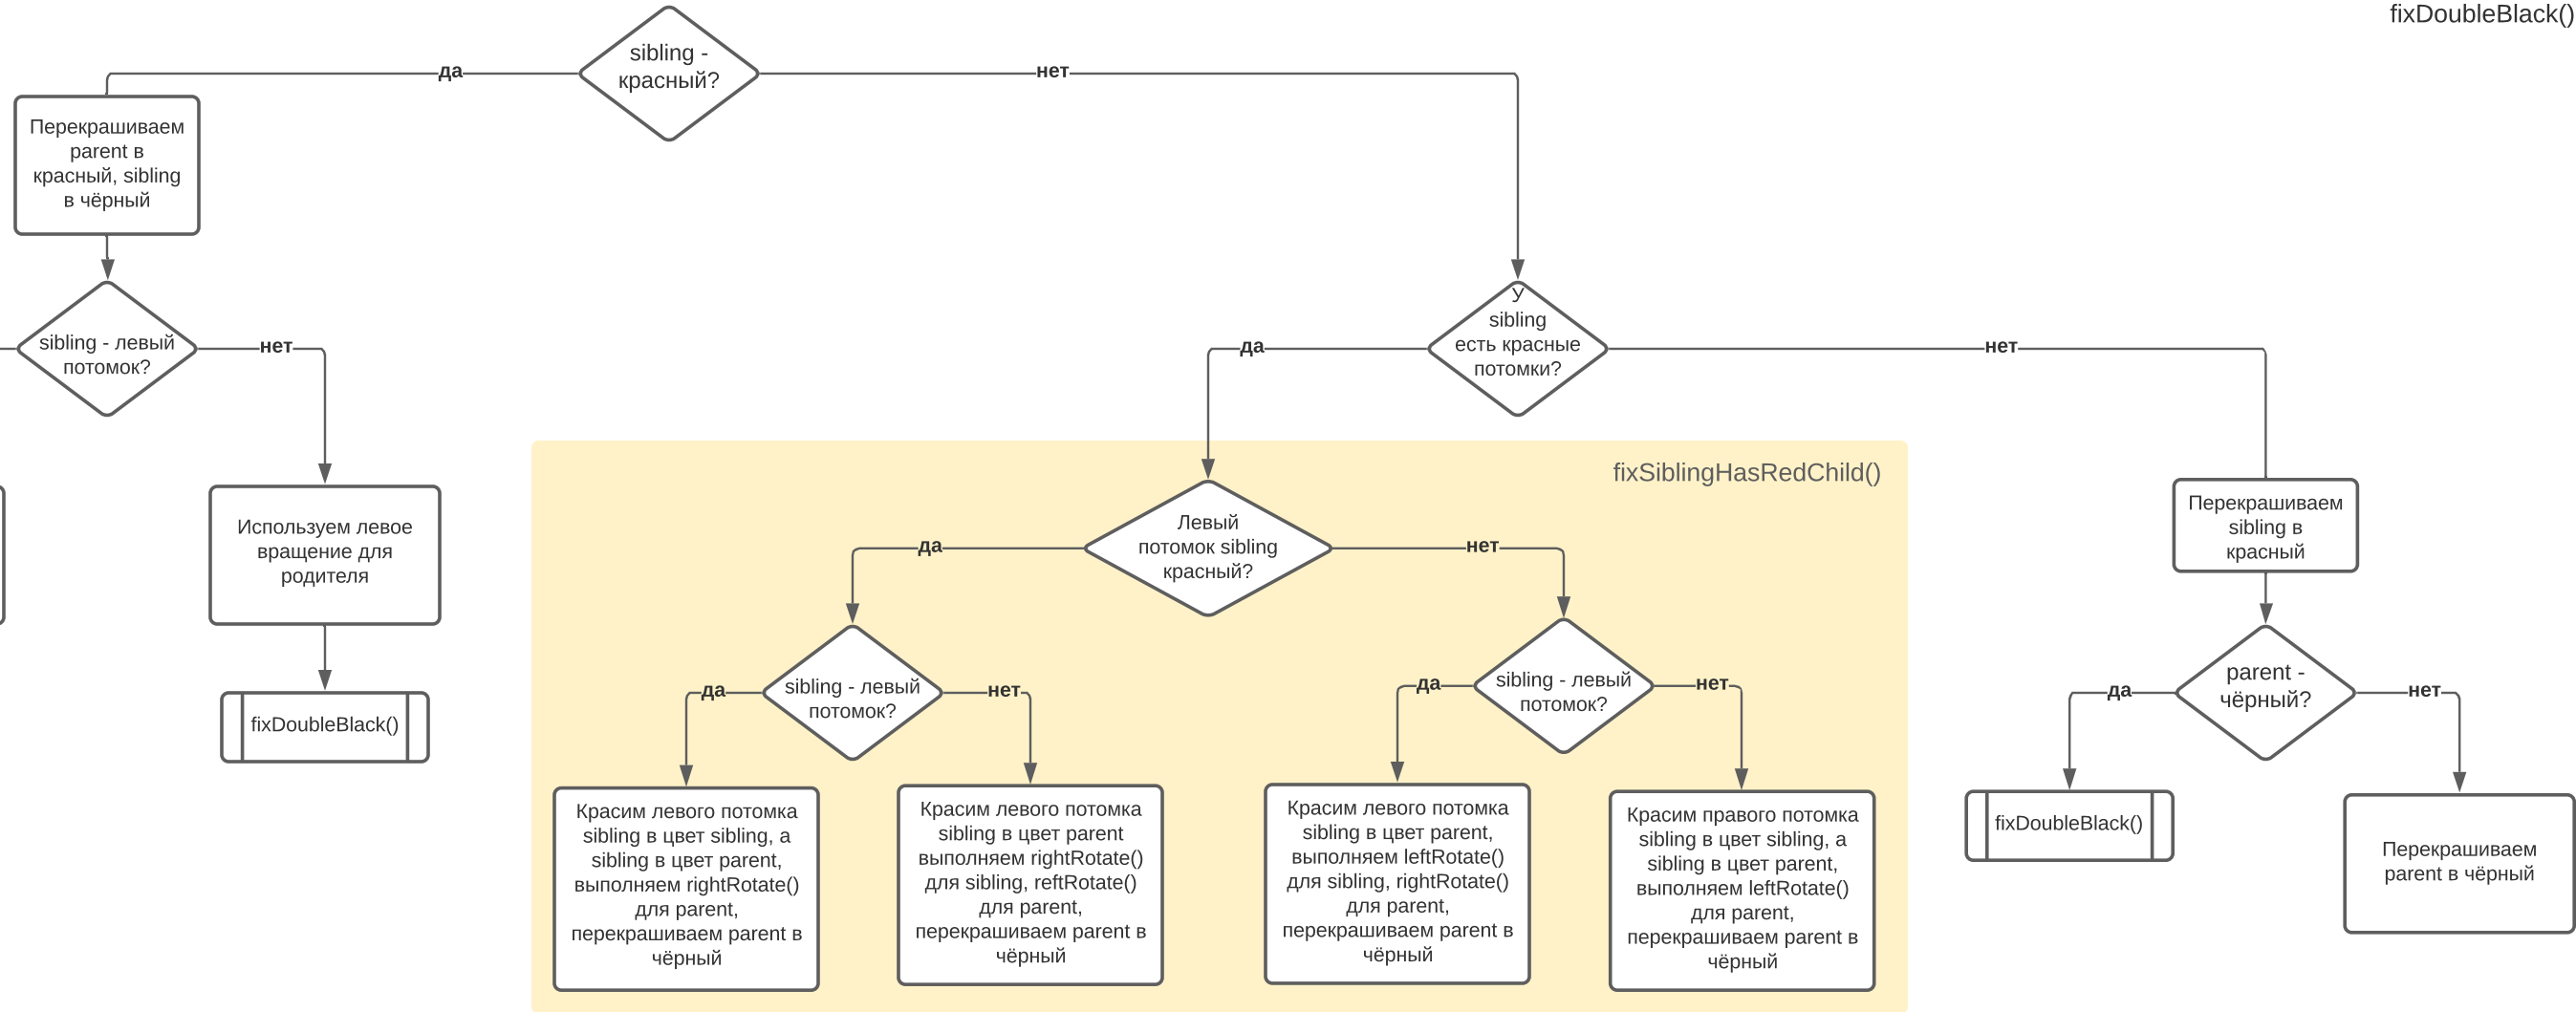 fixDoubleBlack()
sibling -
красный?
да
нет
Перекрашиваем
parent в
красный, sibling
в чёрный
sibling - левый
потомок?
нет
Используем левое
вращение для
родителя
fixDoubleBlack()
У
sibling
есть красные
потомки?
да
нет
fixSiblingHasRedChild()
Левый
потомок sibling
красный?
да
нет
sibling - левый
потомок?
да
нет
Красим левого потомка
sibling в цвет sibling, а
sibling в цвет parent,
выполняем rightRotate()
для parent,
перекрашиваем parent в
чёрный
Красим левого потомка
sibling в цвет parent
выполняем rightRotate()
для sibling, reftRotate()
для parent,
перекрашиваем parent в
чёрный
sibling - левый
потомок?
да
нет
Красим левого потомка
sibling в цвет parent,
выполняем leftRotate()
для sibling, rightRotate()
для parent,
перекрашиваем parent в
чёрный
Красим правого потомка
sibling в цвет sibling, а
sibling в цвет parent,
выполняем leftRotate()
для parent,
перекрашиваем parent в
чёрный
Перекрашиваем
sibling в
красный
parent -
чёрный?
да
нет
fixDoubleBlack()
Перекрашиваем
parent в чёрный